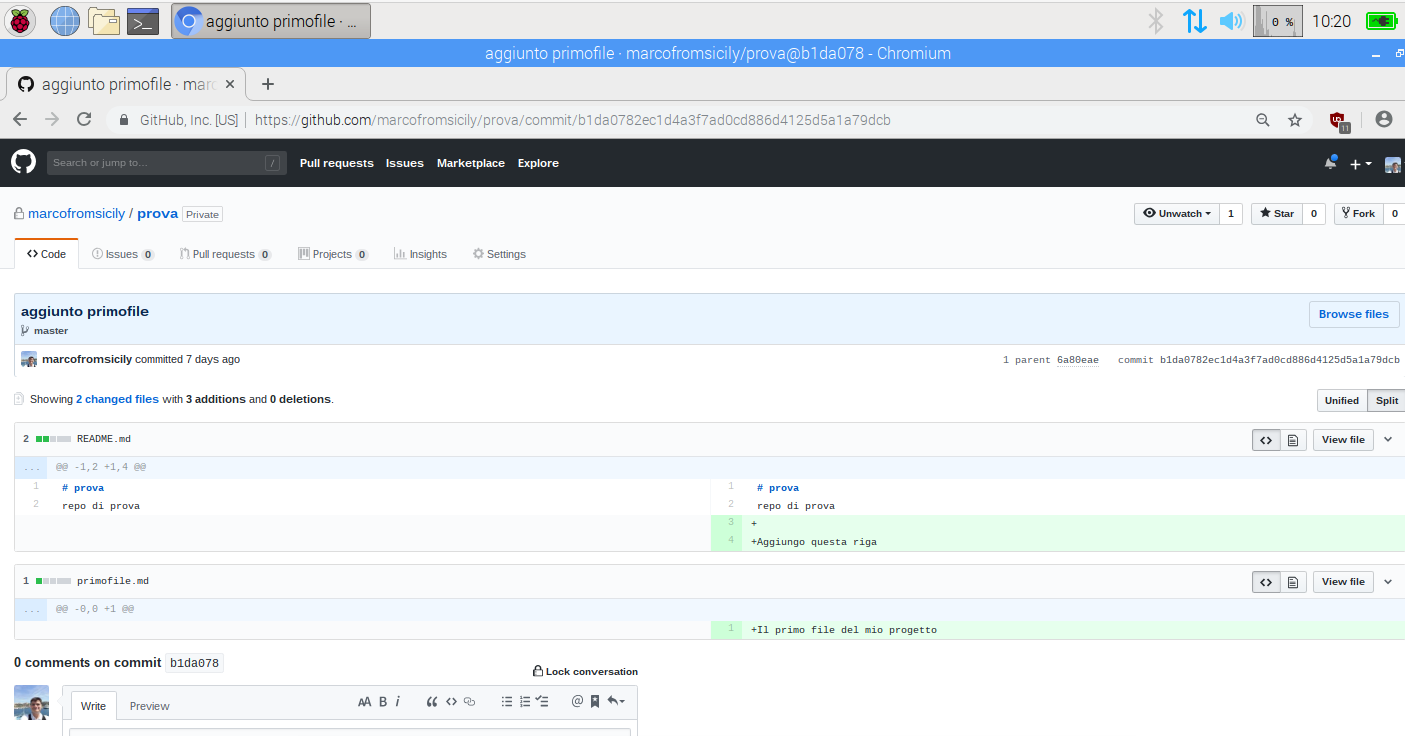 aggiunto primofile · ...
0 %
10:20
aggiunto primofile · marcofromsicily/prova@b1da078 - Chromium
aggiunto primofile · marc
GitHub, Inc. [US] https://github.com/marcofromsicily/prova/commit/b1da0782ec1d4a3f7ad0cd886d4125d5a1a79dcb
11
Search or jump to... / Pull requests Issues Marketplace Explore
marcofromsicily / prova Private
Unwatch 1 Star 0 Fork 0
Code Issues 0 Pull requests 0 Projects 0 Insights Settings
aggiunto primofile
Browse files
master
marcofromsicily committed 7 days ago
1 parent 6a80eae commit b1da0782ec1d4a3f7ad0cd886d4125d5a1a79dcb
Showing 2 changed files with 3 additions and 0 deletions.
Unified Split
2 README.md
View file
... @@ -1,2 +1,4 @@
1 # prova 1 # prova
2 repo di prova 2 repo di prova
3 +
4 +Aggiungo questa riga
1 primofile.md
View file
... @@ -0,0 +1 @@
1 +Il primo file del mio progetto
0 comments on commit b1da078
Lock conversation
Write Preview
AA B i